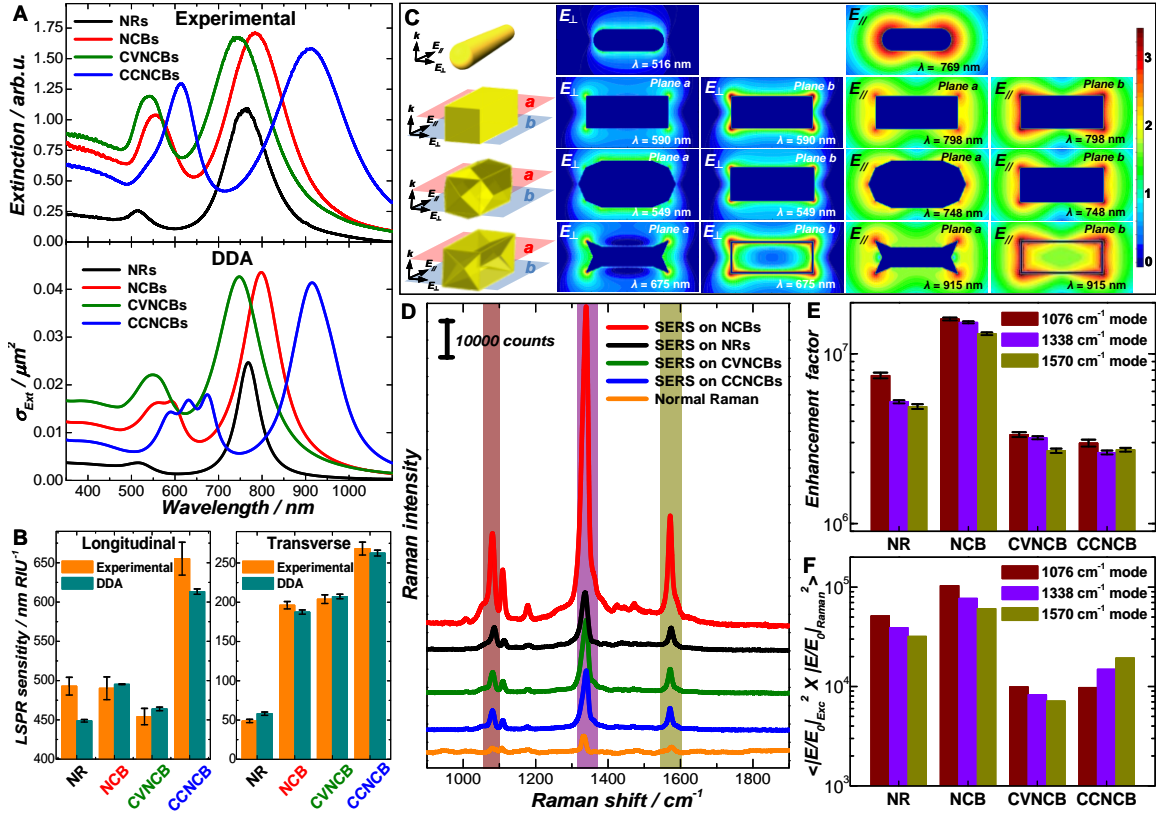 A
Experimental
NRs
NCBs
CVNCBs
CCNCBs
Extinction / arb.u.
1.75
1.50
1.25
1.00
0.75
0.50
0.25
0.00
DDA
NRs
NCBs
CVNCBs
CCNCBs
σExt / μm²
0.04
0.03
0.02
0.01
0.00
400 500 600 700 800 900 1000
Wavelength / nm
B
Longitudinal
Experimental
DDA
LSPR sensitivity / nm RIU⁻¹
650
600
550
500
450
400
NR NCB CVNCB CCNCB
Transverse
Experimental
DDA
250
200
150
100
50
0
NR NCB CVNCB CCNCB
C
k E// E⊥
E⊥ λ = 516 nm
E// λ = 769 nm
k E// E⊥ a b
E⊥ Plane a λ = 590 nm
E⊥ Plane b λ = 590 nm
E// Plane a λ = 798 nm
E// Plane b λ = 798 nm
k E// E⊥ a b
E⊥ Plane a λ = 549 nm
E⊥ Plane b λ = 549 nm
E// Plane a λ = 748 nm
E// Plane b λ = 748 nm
k E// E⊥ a b
E⊥ Plane a λ = 675 nm
E⊥ Plane b λ = 675 nm
E// Plane a λ = 915 nm
E// Plane b λ = 915 nm
3
2
1
0
D
10000 counts
SERS on NCBs
SERS on NRs
SERS on CVNCBs
SERS on CCNCBs
Normal Raman
Raman intensity
1000 1200 1400 1600 1800
Raman shift / cm⁻¹
E
1076 cm⁻¹ mode
1338 cm⁻¹ mode
1570 cm⁻¹ mode
Enhancement factor
10⁷
10⁶
NR NCB CVNCB CCNCB
F
1076 cm⁻¹ mode
1338 cm⁻¹ mode
1570 cm⁻¹ mode
<|E/E₀|²Exc X |E/E₀|²Raman>
10⁵
10⁴
10³
NR NCB CVNCB CCNCB